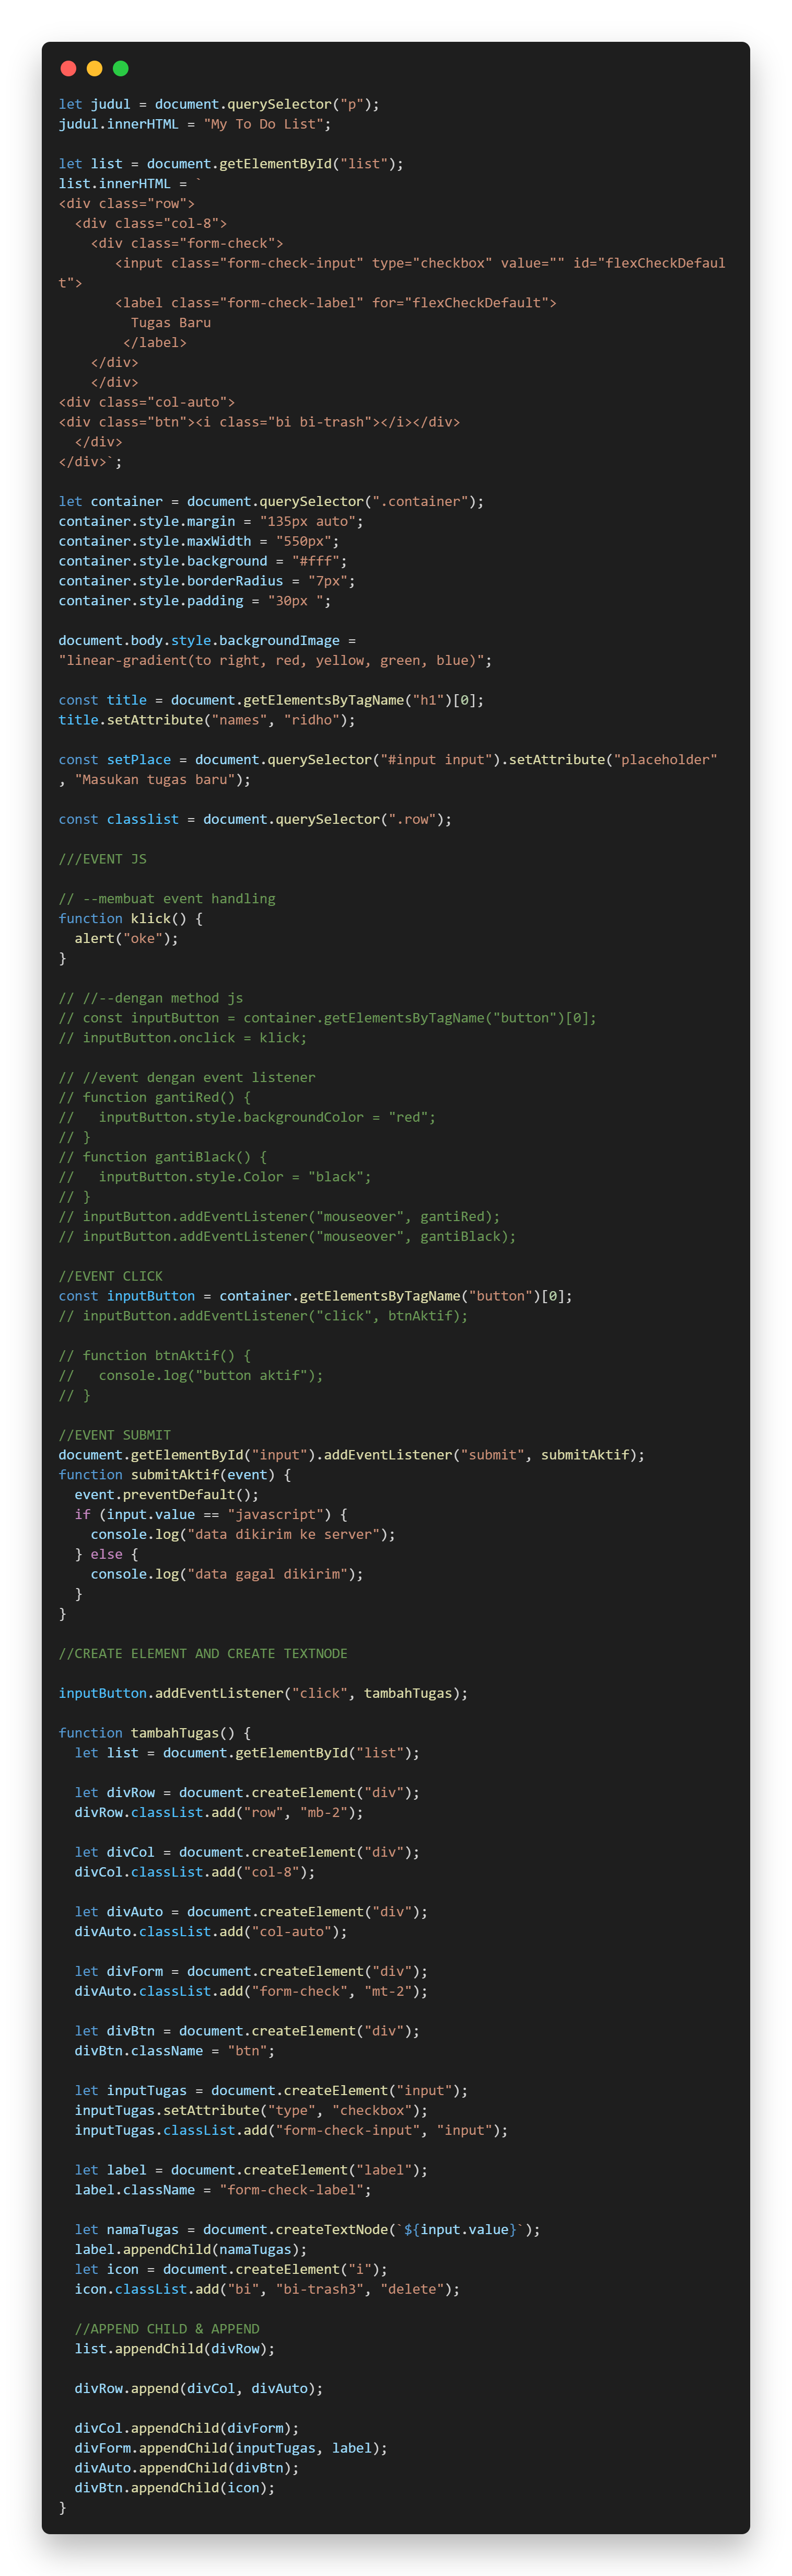 let judul = document.querySelector("p");
judul.innerHTML = "My To Do List";

let list = document.getElementById("list");
list.innerHTML = `
<div class="row">
  <div class="col-8">
    <div class="form-check">
       <input class="form-check-input" type="checkbox" value="" id="flexCheckDefaul
t">
       <label class="form-check-label" for="flexCheckDefault">
         Tugas Baru
        </label>
    </div>
    </div>
<div class="col-auto">
<div class="btn"><i class="bi bi-trash"></i></div>
  </div>
</div>`;

let container = document.querySelector(".container");
container.style.margin = "135px auto";
container.style.maxWidth = "550px";
container.style.background = "#fff";
container.style.borderRadius = "7px";
container.style.padding = "30px ";

document.body.style.backgroundImage =
"linear-gradient(to right, red, yellow, green, blue)";

const title = document.getElementsByTagName("h1")[0];
title.setAttribute("names", "ridho");

const setPlace = document.querySelector("#input input").setAttribute("placeholder"
, "Masukan tugas baru");

const classlist = document.querySelector(".row");

///EVENT JS

// --membuat event handling
function klick() {
  alert("oke");
}

// //--dengan method js
// const inputButton = container.getElementsByTagName("button")[0];
// inputButton.onclick = klick;

// //event dengan event listener
// function gantiRed() {
//   inputButton.style.backgroundColor = "red";
// }
// function gantiBlack() {
//   inputButton.style.Color = "black";
// }
// inputButton.addEventListener("mouseover", gantiRed);
// inputButton.addEventListener("mouseover", gantiBlack);

//EVENT CLICK
const inputButton = container.getElementsByTagName("button")[0];
// inputButton.addEventListener("click", btnAktif);

// function btnAktif() {
//   console.log("button aktif");
// }

//EVENT SUBMIT
document.getElementById("input").addEventListener("submit", submitAktif);
function submitAktif(event) {
  event.preventDefault();
  if (input.value == "javascript") {
    console.log("data dikirim ke server");
  } else {
    console.log("data gagal dikirim");
  }
}

//CREATE ELEMENT AND CREATE TEXTNODE

inputButton.addEventListener("click", tambahTugas);

function tambahTugas() {
  let list = document.getElementById("list");

  let divRow = document.createElement("div");
  divRow.classList.add("row", "mb-2");

  let divCol = document.createElement("div");
  divCol.classList.add("col-8");

  let divAuto = document.createElement("div");
  divAuto.classList.add("col-auto");

  let divForm = document.createElement("div");
  divAuto.classList.add("form-check", "mt-2");

  let divBtn = document.createElement("div");
  divBtn.className = "btn";

  let inputTugas = document.createElement("input");
  inputTugas.setAttribute("type", "checkbox");
  inputTugas.classList.add("form-check-input", "input");

  let label = document.createElement("label");
  label.className = "form-check-label";

  let namaTugas = document.createTextNode(`${input.value}`);
  label.appendChild(namaTugas);
  let icon = document.createElement("i");
  icon.classList.add("bi", "bi-trash3", "delete");

  //APPEND CHILD & APPEND
  list.appendChild(divRow);

  divRow.append(divCol, divAuto);

  divCol.appendChild(divForm);
  divForm.appendChild(inputTugas, label);
  divAuto.appendChild(divBtn);
  divBtn.appendChild(icon);
}